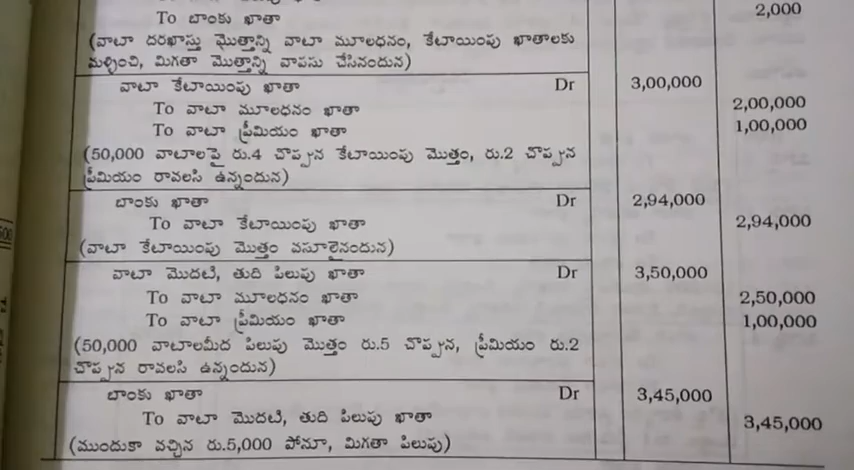 To బాంకు ఖాతా 2,000
(వాటా దరఖాస్తు మొత్తాన్ని వాటా మూలధనం, కేటాయింపు ఖాతాలకు
మళ్ళించి, మిగతా మొత్తాన్ని వాపసు చేసినందున)
వాటా కేటాయింపు ఖాతా Dr 3,00,000
To వాటా మూలధనం ఖాతా 2,00,000
To వాటా ప్రీమియం ఖాతా 1,00,000
(50,000 వాటాలపై రు.4 చొప్పున కేటాయింపు మొత్తం, రు.2 చొప్పున
ప్రీమియం రావలసి ఉన్నందున)
బాంకు ఖాతా Dr 2,94,000
To వాటా కేటాయింపు ఖాతా 2,94,000
(వాటా కేటాయింపు మొత్తం వసూలైనందున)
వాటా మొదటి, తుది పిలుపు ఖాతా Dr 3,50,000
To వాటా మూలధనం ఖాతా 2,50,000
To వాటా ప్రీమియం ఖాతా 1,00,000
(50,000 వాటాలమీద పిలుపు మొత్తం రు.5 చొప్పున, ప్రీమియం రు.2
చొప్పున రావలసి ఉన్నందున)
బాంకు ఖాతా Dr 3,45,000
To వాటా మొదటి, తుది పిలుపు ఖాతా 3,45,000
(ముందుకా వచ్చిన రు.5,000 పోనూ, మిగతా పిలుపు)